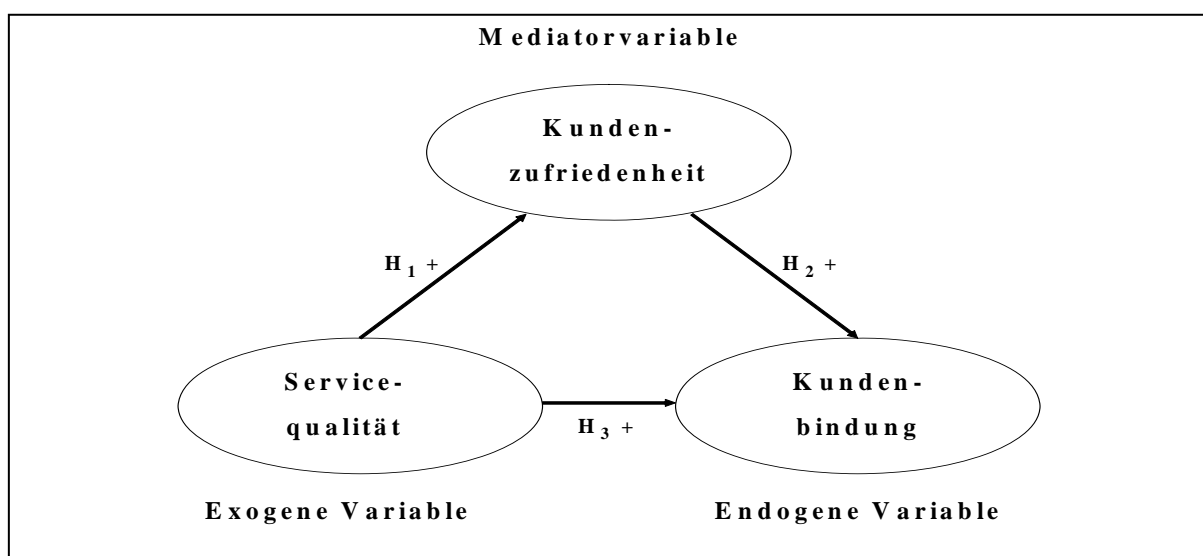 Mediatorvariable
Kunden-
zufriedenheit
H1 +
H2 +
Service-
qualität
Kunden-
bindung
H3 +
Exogene Variable
Endogene Variable